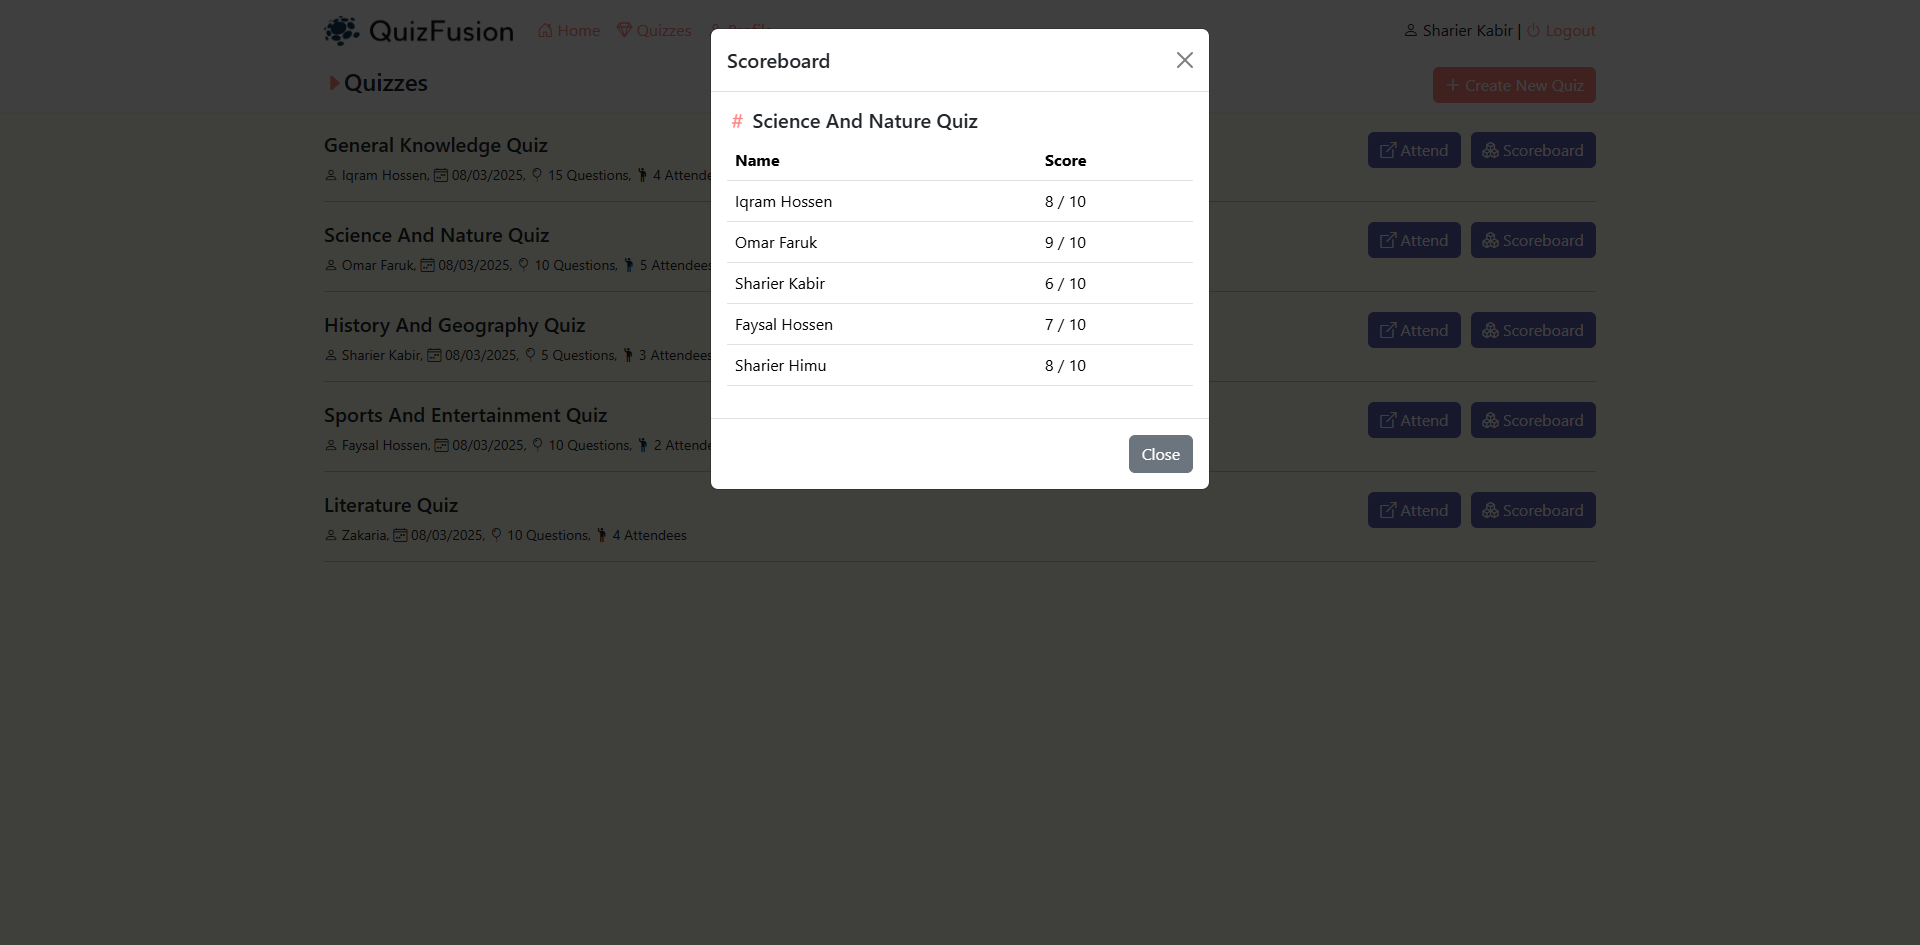 QuizFusion Home Quizzes Sharier Kabir | Logout
Quizzes
+ Create New Quiz
Scoreboard
# Science And Nature Quiz
Name Score
Iqram Hossen 8 / 10
Omar Faruk 9 / 10
Sharier Kabir 6 / 10
Faysal Hossen 7 / 10
Sharier Himu 8 / 10
Close
General Knowledge Quiz
Iqram Hossen, 08/03/2025, 15 Questions, 4 Attende
Attend Scoreboard
Science And Nature Quiz
Omar Faruk, 08/03/2025, 10 Questions, 5 Attendees
Attend Scoreboard
History And Geography Quiz
Sharier Kabir, 08/03/2025, 5 Questions, 3 Attendees
Attend Scoreboard
Sports And Entertainment Quiz
Faysal Hossen, 08/03/2025, 10 Questions, 2 Attende
Attend Scoreboard
Literature Quiz
Zakaria, 08/03/2025, 10 Questions, 4 Attendees
Attend Scoreboard